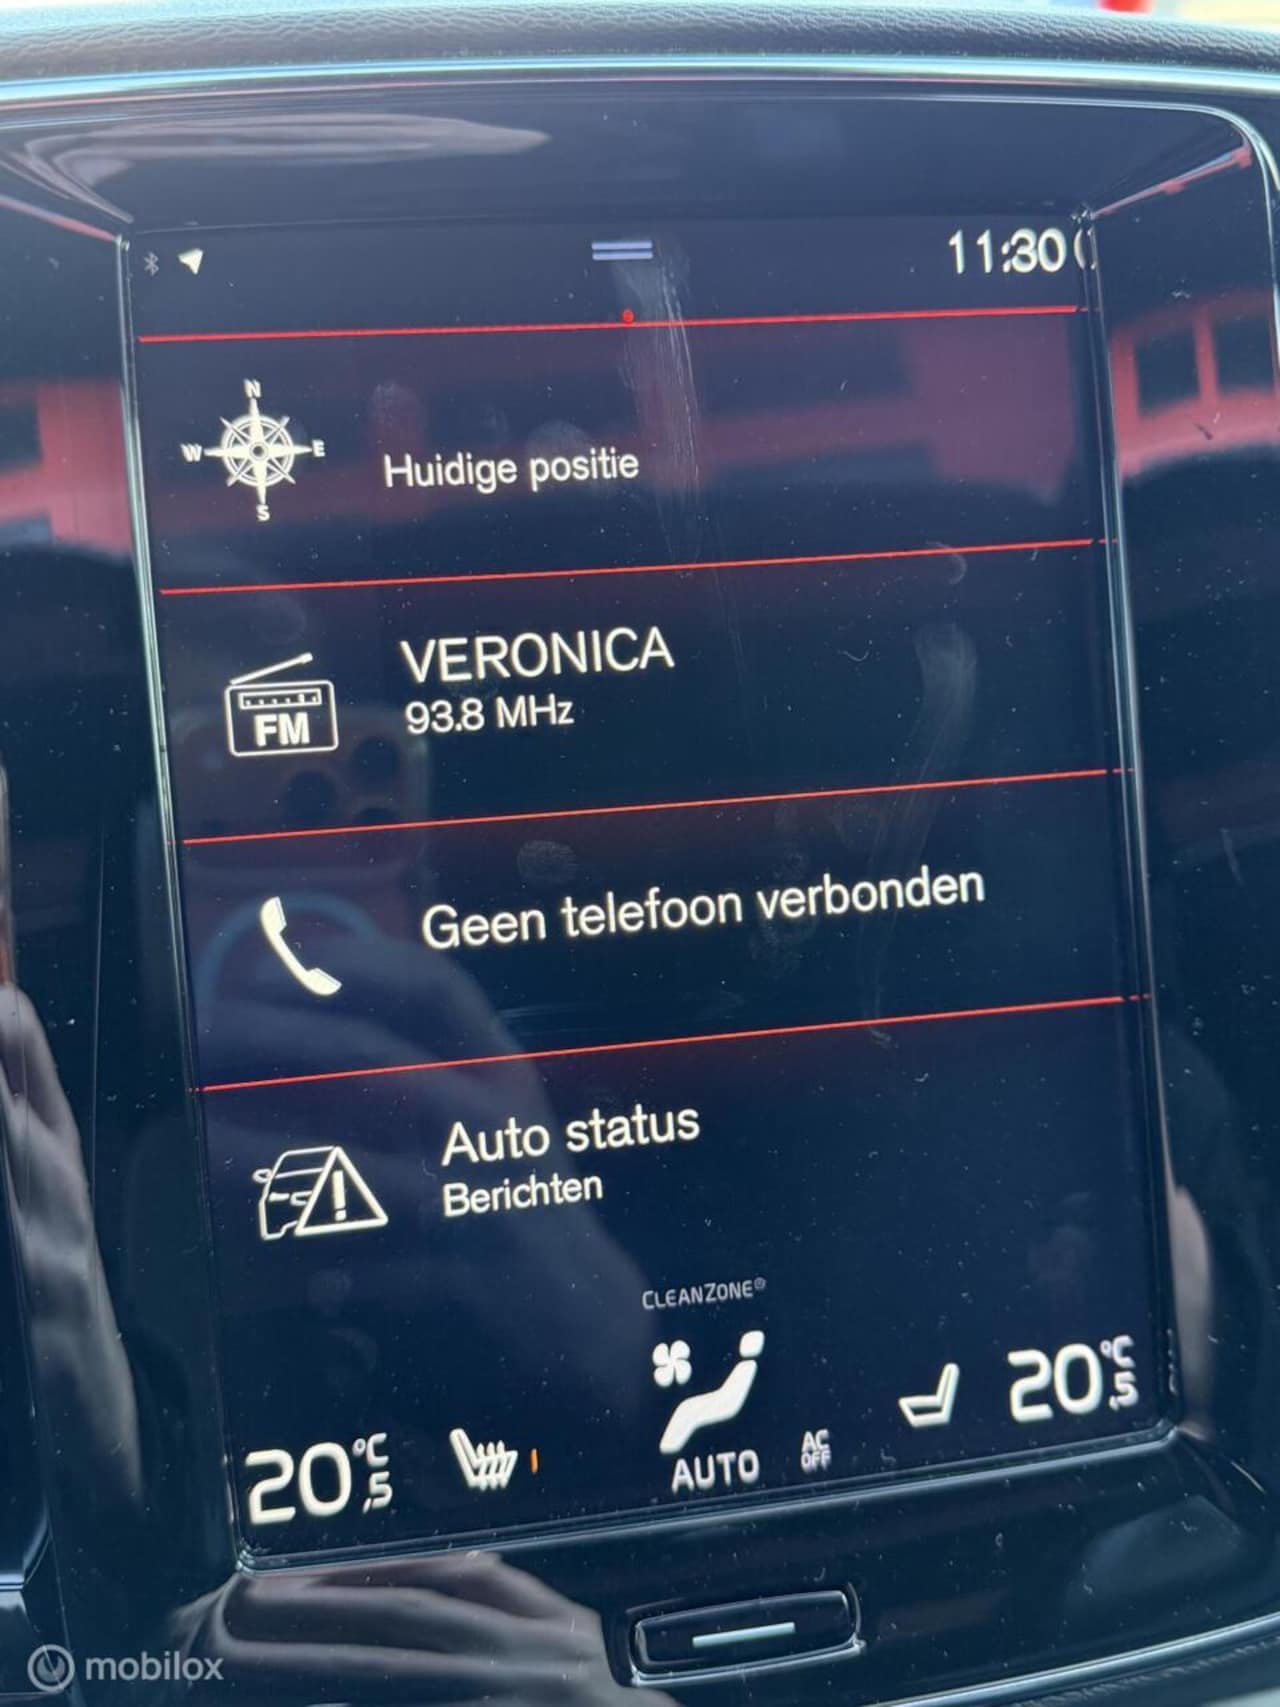 11:30
N
W E
S
Huidige positie
VERONICA
93.8 MHz
FM
Geen telefoon verbonden
Auto status
Berichten
CLEANZONE®
20,5 °C
AUTO
AC
OFF
20,5 °C
mobilox